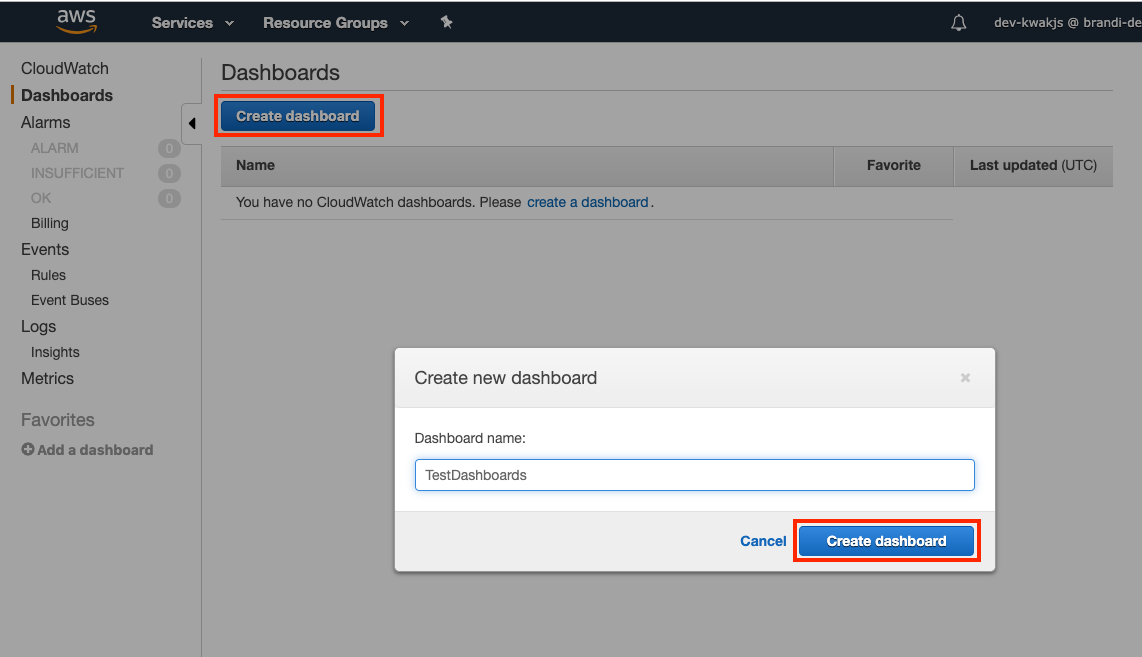 aws Services Resource Groups dev-kwakjs @ brandi-de
CloudWatch
Dashboards
Alarms
ALARM 0
INSUFFICIENT 0
OK 0
Billing
Events
Rules
Event Buses
Logs
Insights
Metrics
Favorites
Add a dashboard
Dashboards
Create dashboard
Name Favorite Last updated (UTC)
You have no CloudWatch dashboards. Please create a dashboard.
Create new dashboard
Dashboard name:
TestDashboards
Cancel Create dashboard